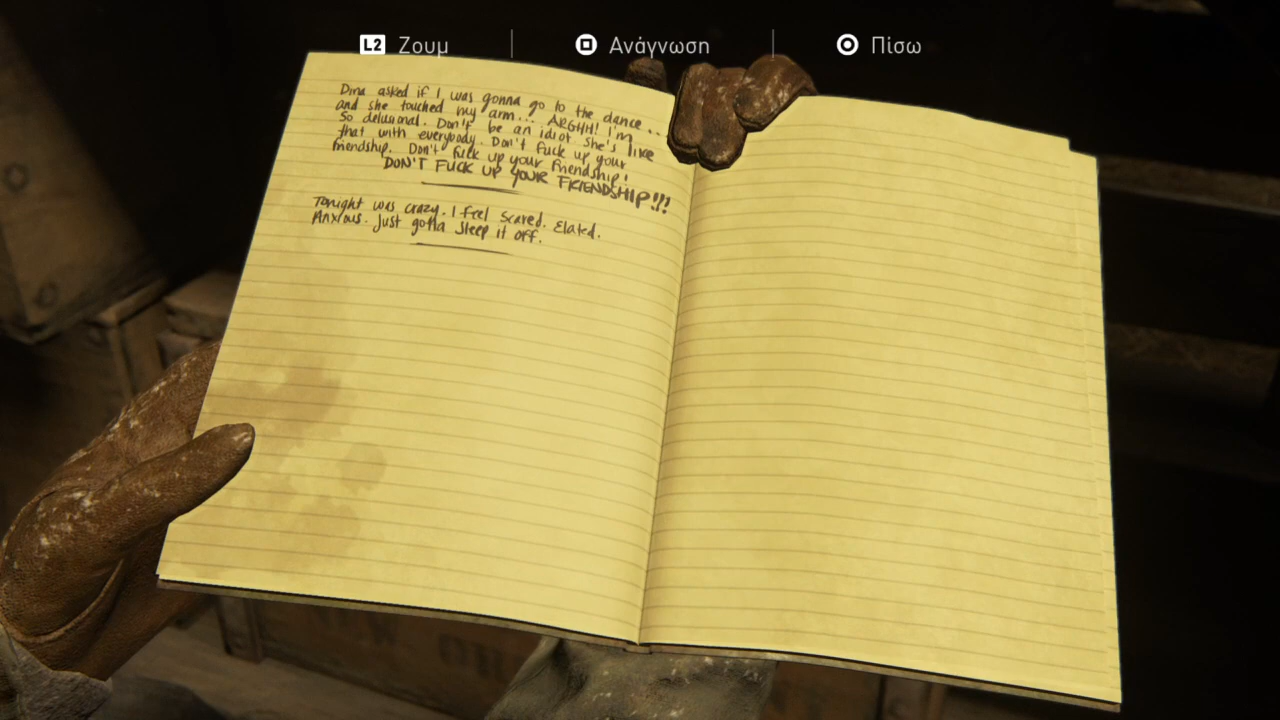 L2 Ζουμ
Ανάγνωση
Πίσω
Dina asked if I was gonna go to the dance...
and she touched my arm... ARGHH! I'm
so delusional. Don't be an idiot she's like
that with everybody. Don't fuck up your
friendship. Don't fuck up your friendship!
DON'T FUCK UP YOUR FRIENDSHIP!!!
Tonight was crazy. I feel scared. Elated.
Anxious. Just gotta sleep it off.